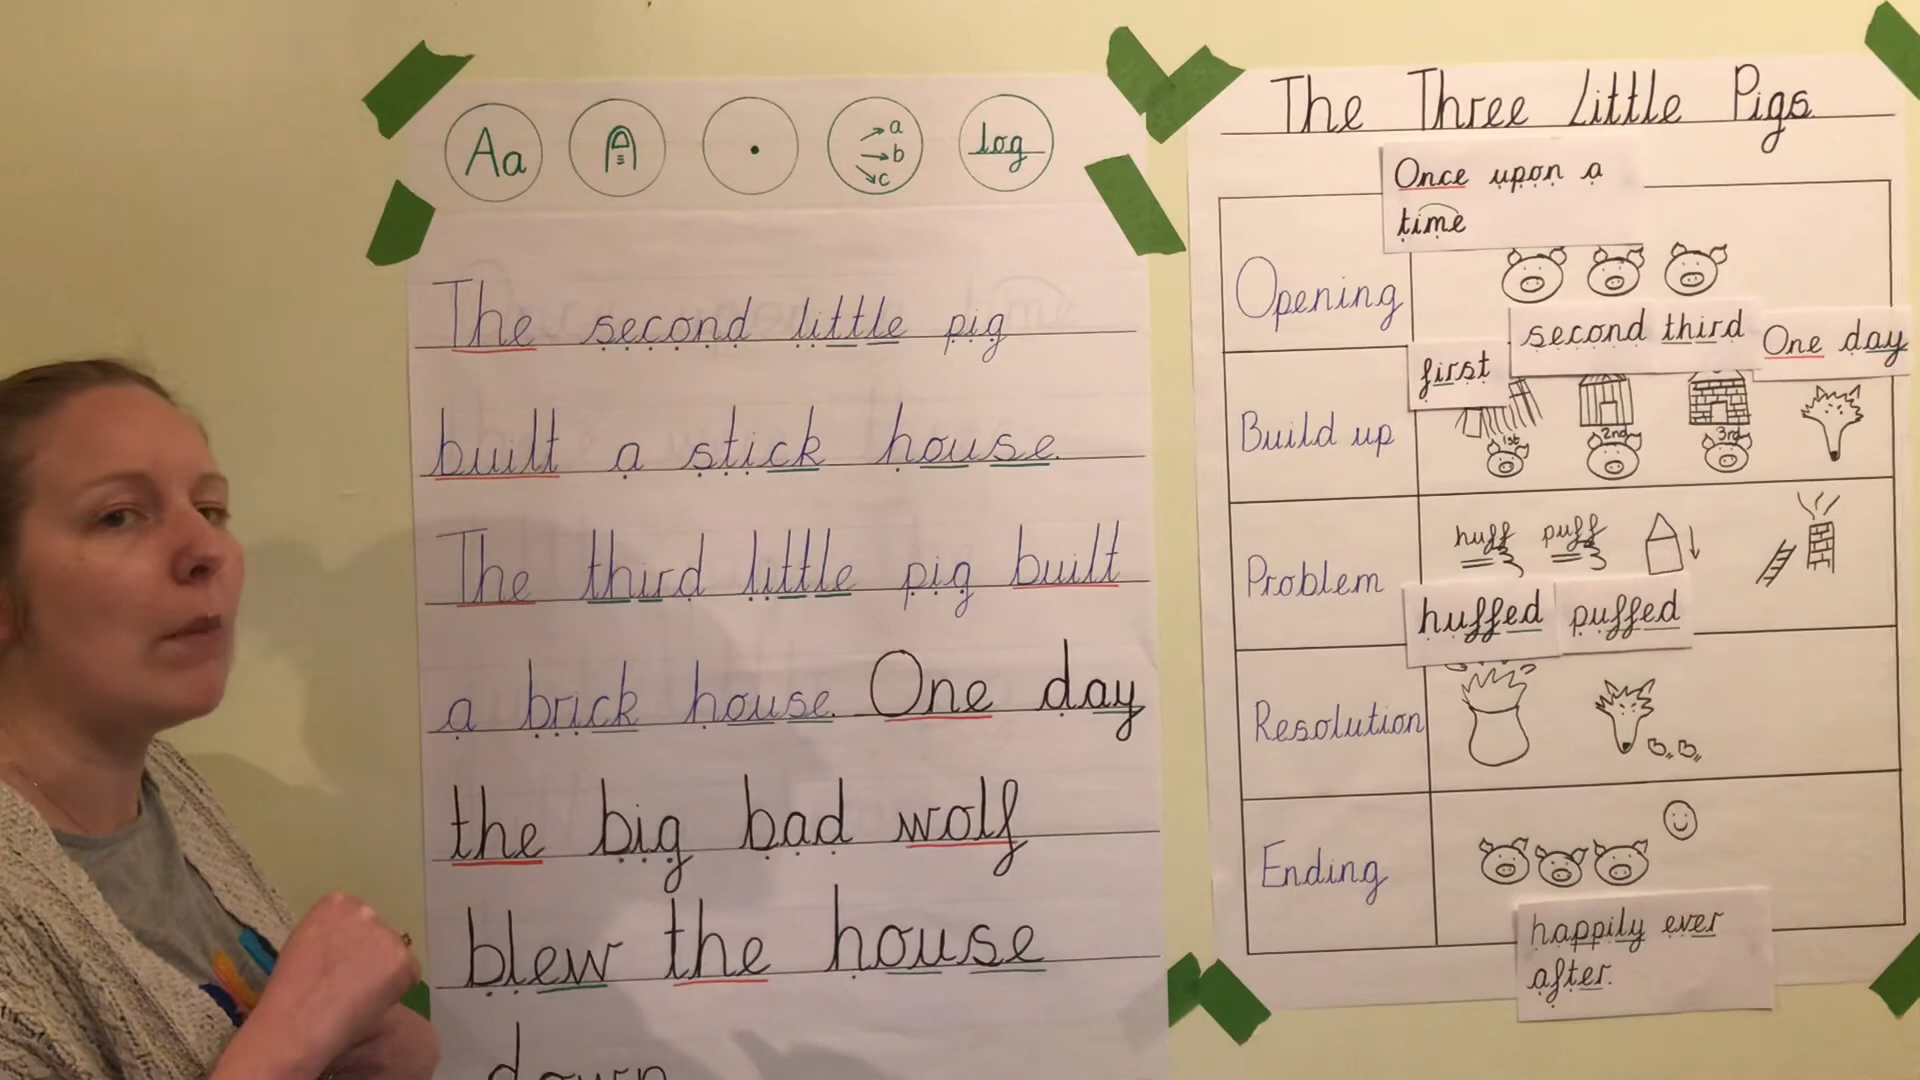 Aa
a
b
c
log
The second little pig
built a stick house.
The third little pig built
a brick house. One day
the big bad wolf
blew the house
down
The Three Little Pigs
Once upon a
time
Opening
first second third One day
Build up
1st 2nd 3rd
huff puff
Problem
huffed puffed
Resolution
Ending
happily ever
after.